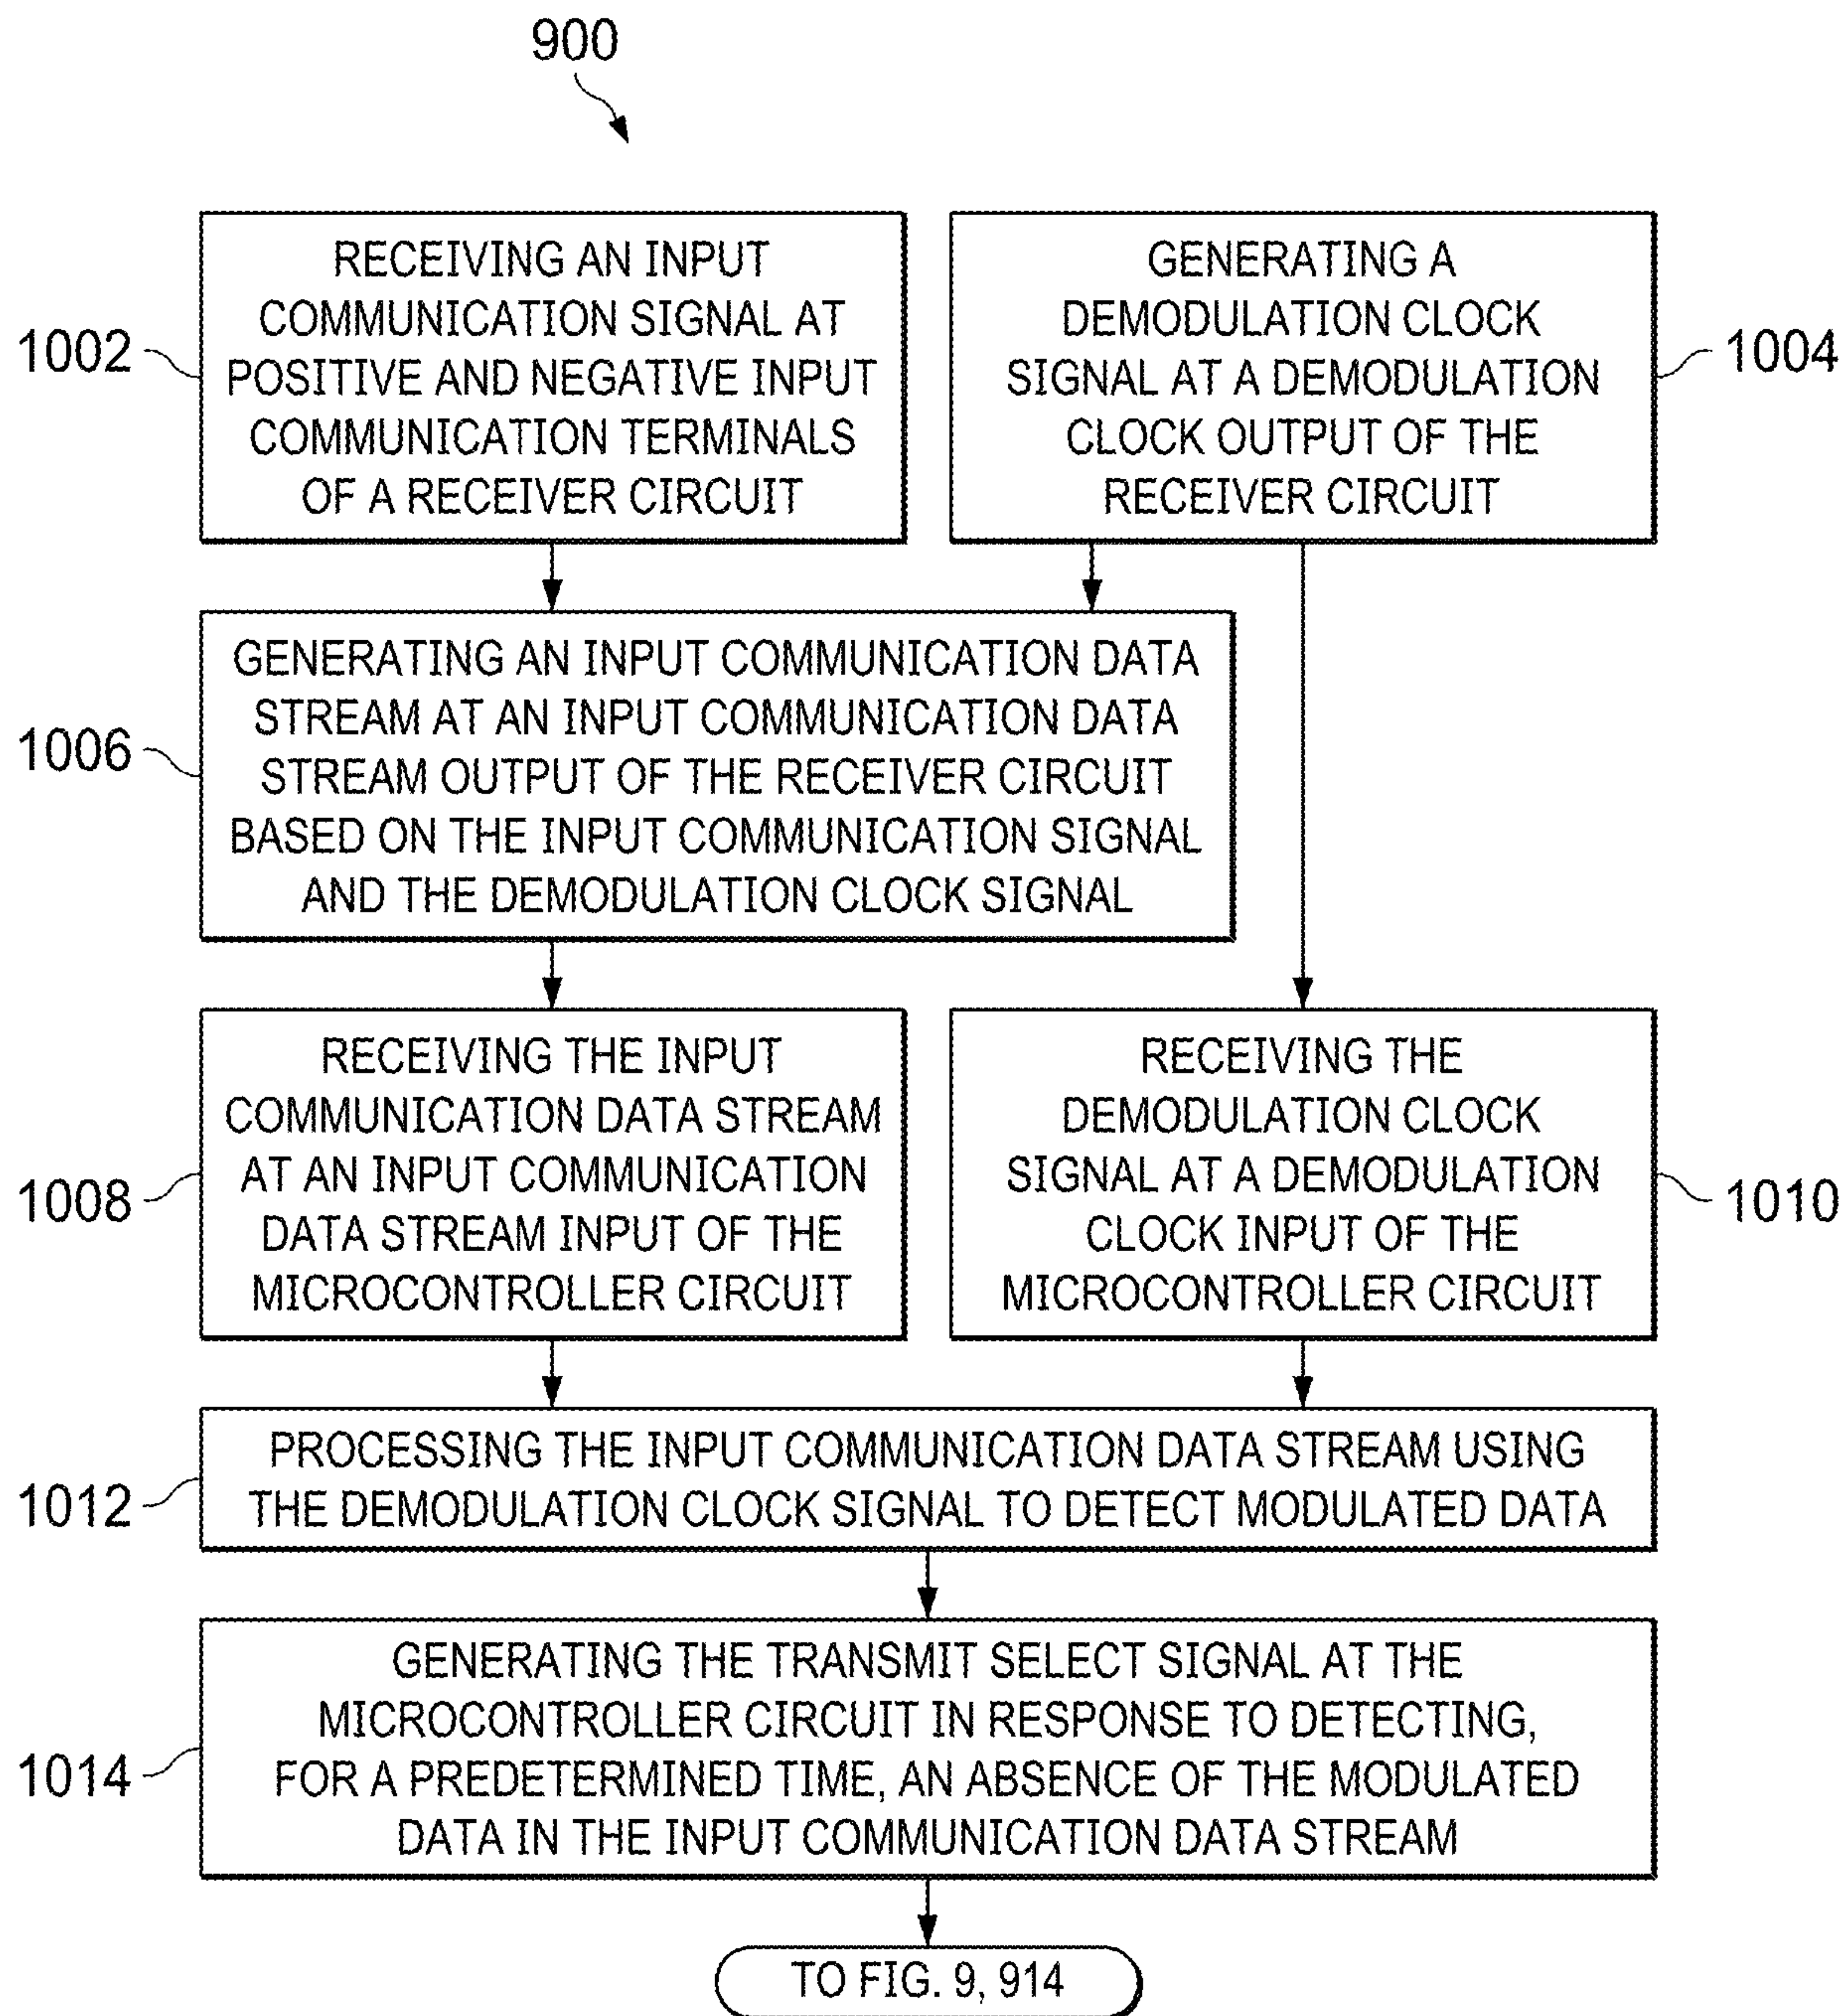 900
1002
RECEIVING AN INPUT
COMMUNICATION SIGNAL AT
POSITIVE AND NEGATIVE INPUT
COMMUNICATION TERMINALS
OF A RECEIVER CIRCUIT
GENERATING A
DEMODULATION CLOCK
SIGNAL AT A DEMODULATION
CLOCK OUTPUT OF THE
RECEIVER CIRCUIT
1004
1006
GENERATING AN INPUT COMMUNICATION DATA
STREAM AT AN INPUT COMMUNICATION DATA
STREAM OUTPUT OF THE RECEIVER CIRCUIT
BASED ON THE INPUT COMMUNICATION SIGNAL
AND THE DEMODULATION CLOCK SIGNAL
1008
RECEIVING THE INPUT
COMMUNICATION DATA STREAM
AT AN INPUT COMMUNICATION
DATA STREAM INPUT OF THE
MICROCONTROLLER CIRCUIT
RECEIVING THE
DEMODULATION CLOCK
SIGNAL AT A DEMODULATION
CLOCK INPUT OF THE
MICROCONTROLLER CIRCUIT
1010
1012
PROCESSING THE INPUT COMMUNICATION DATA STREAM USING
THE DEMODULATION CLOCK SIGNAL TO DETECT MODULATED DATA
1014
GENERATING THE TRANSMIT SELECT SIGNAL AT THE
MICROCONTROLLER CIRCUIT IN RESPONSE TO DETECTING,
FOR A PREDETERMINED TIME, AN ABSENCE OF THE MODULATED
DATA IN THE INPUT COMMUNICATION DATA STREAM
TO FIG. 9, 914